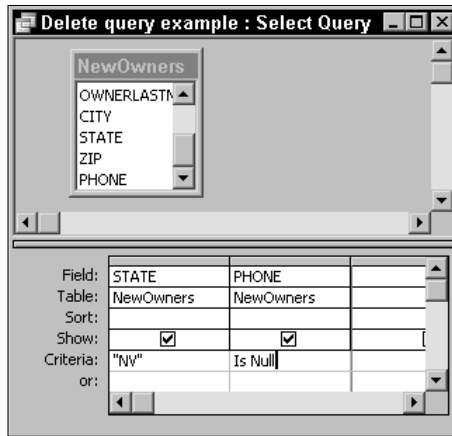 Delete query example : Select Query
NewOwners
OWNERLASTN
CITY
STATE
ZIP
PHONE
Field: STATE PHONE
Table: NewOwners NewOwners
Sort:
Show:
Criteria: "NV" Is Null
or: